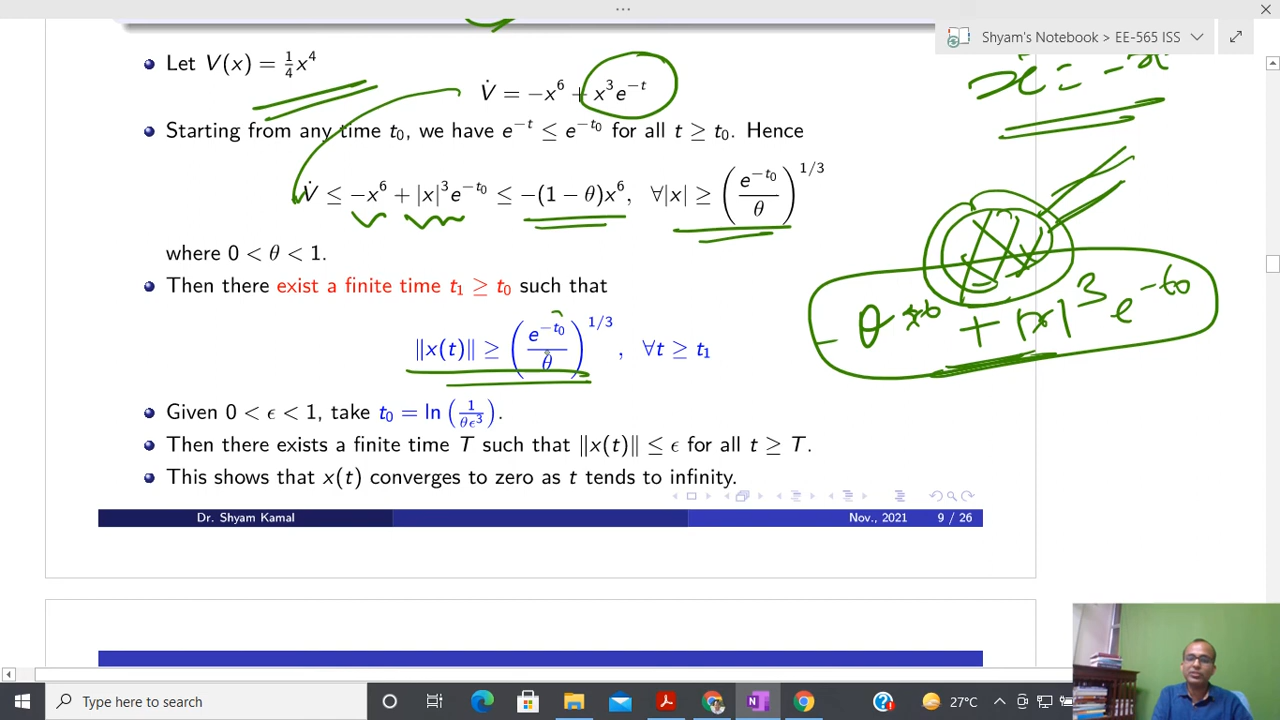 Shyam's Notebook > EE-565 ISS
Let V(x) = 1/4 x⁴
V̇ = −x⁶ + x³e⁻ᵗ
Starting from any time t₀, we have e⁻ᵗ ≤ e^(−t₀) for all t ≥ t₀. Hence
V̇ ≤ −x⁶ + |x|³e^(−t₀) ≤ −(1 − θ)x⁶, ∀|x| ≥ (e^(−t₀)/θ)^(1/3)
where 0 < θ < 1.
− θ x⁶ + |x|³ e^(−t₀)
Then there exist a finite time t₁ ≥ t₀ such that
‖x(t)‖ ≥ (e^(−t₀)/θ)^(1/3), ∀t ≥ t₁
Given 0 < ϵ < 1, take t₀ = ln (1/θϵ³).
Then there exists a finite time T such that ‖x(t)‖ ≤ ϵ for all t ≥ T.
This shows that x(t) converges to zero as t tends to infinity.
Dr. Shyam Kamal Nov., 2021 9 / 26
Type here to search
27°C